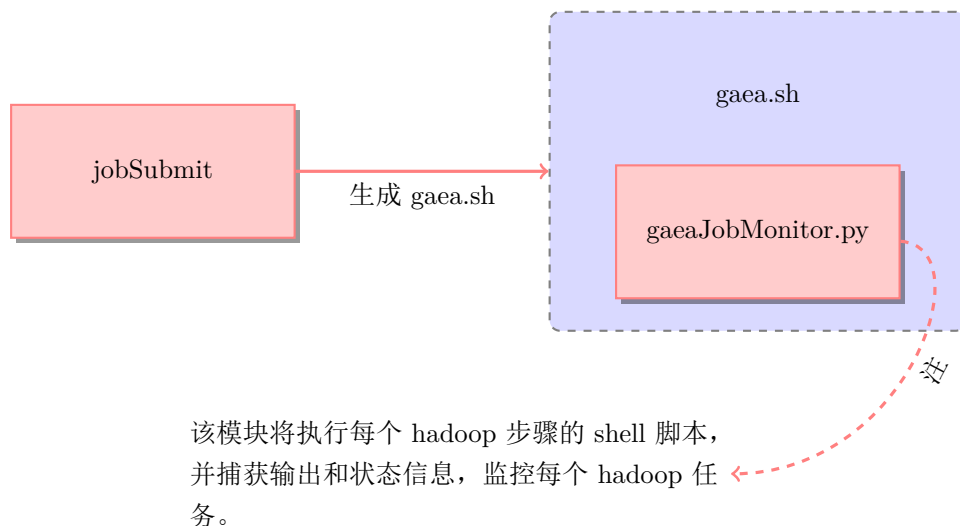 gaea.sh
jobSubmit
生成 gaea.sh
gaeaJobMonitor.py
注
该模块将执行每个 hadoop 步骤的 shell 脚本，
并捕获输出和状态信息，监控每个 hadoop 任
务。